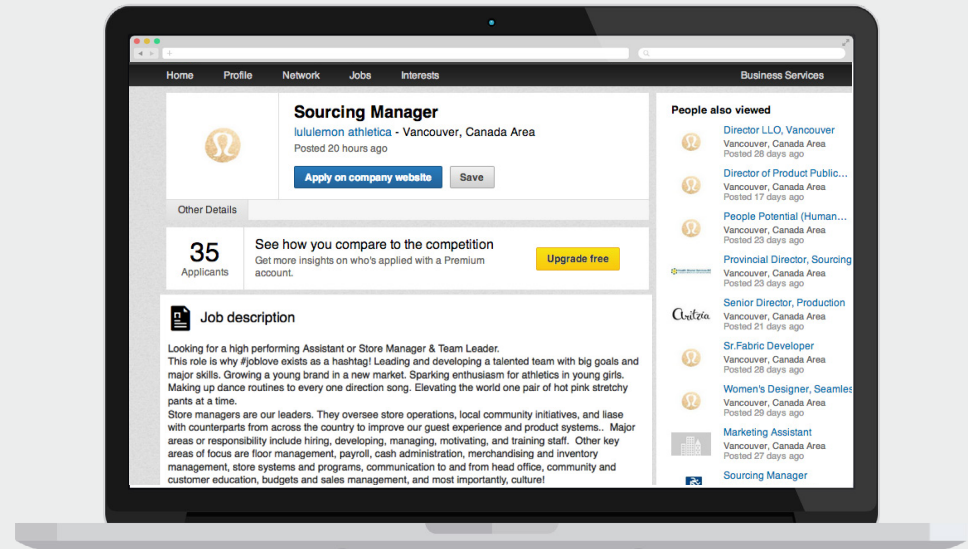 Home Profile Network Jobs Interests Business Services
Sourcing Manager
lululemon athletica - Vancouver, Canada Area
Posted 20 hours ago
Apply on company website Save
Other Details
35
Applicants
See how you compare to the competition
Get more insights on who's applied with a Premium
account.
Upgrade free
Job description
Looking for a high performing Assistant or Store Manager & Team Leader.
This role is why #joblove exists as a hashtag! Leading and developing a talented team with big goals and
major skills. Growing a young brand in a new market. Sparking enthusiasm for athletics in young girls.
Making up dance routines to every one direction song. Elevating the world one pair of hot pink stretchy
pants at a time.
Store managers are our leaders. They oversee store operations, local community initiatives, and liase
with counterparts from across the country to improve our guest experience and product systems.. Major
areas or responsibility include hiring, developing, managing, motivating, and training staff. Other key
areas of focus are floor management, payroll, cash administration, merchandising and inventory
management, store systems and programs, communication to and from head office, community and
customer education, budgets and sales management, and most importantly, culture!
People also viewed
Director LLO, Vancouver
Vancouver, Canada Area
Posted 28 days ago
Director of Product Public...
Vancouver, Canada Area
Posted 17 days ago
People Potential (Human...
Vancouver, Canada Area
Posted 23 days ago
Provincial Director, Sourcing
Vancouver, Canada Area
Posted 23 days ago
Aritzia
Senior Director, Production
Vancouver, Canada Area
Posted 21 days ago
Sr.Fabric Developer
Vancouver, Canada Area
Posted 28 days ago
Women's Designer, Seamles
Vancouver, Canada Area
Posted 29 days ago
Marketing Assistant
Vancouver, Canada Area
Posted 27 days ago
Sourcing Manager